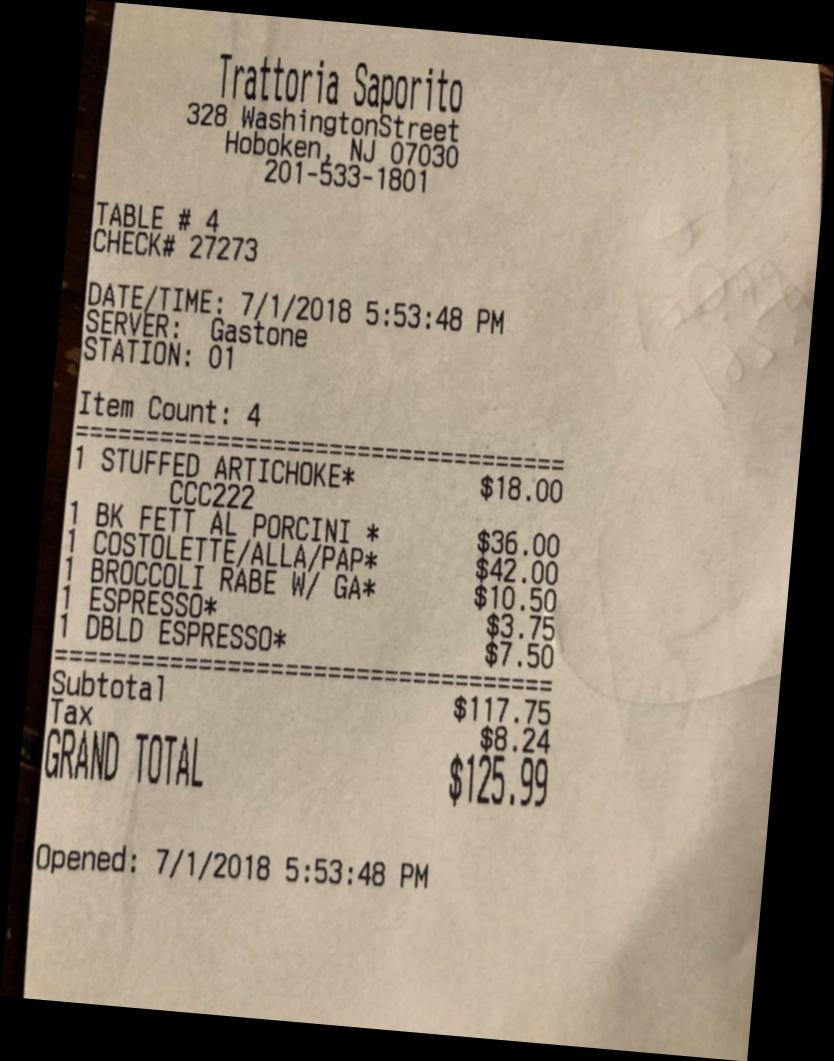 Trattoria Saporito
328 WashingtonStreet
Hoboken, NJ 07030
201-533-1801
TABLE # 4
CHECK# 27273
DATE/TIME: 7/1/2018 5:53:48 PM
SERVER: Gastone
STATION: 01
Item Count: 4
=================================
1 STUFFED ARTICHOKE* $18.00
CCC222
1 BK FETT AL PORCINI * $36.00
1 COSTOLETTE/ALLA/PAP* $42.00
1 BROCCOLI RABE W/ GA* $10.50
1 ESPRESSO* $3.75
1 DBLD ESPRESSO* $7.50
=================================
Subtotal $117.75
Tax $8.24
GRAND TOTAL $125.99
Opened: 7/1/2018 5:53:48 PM